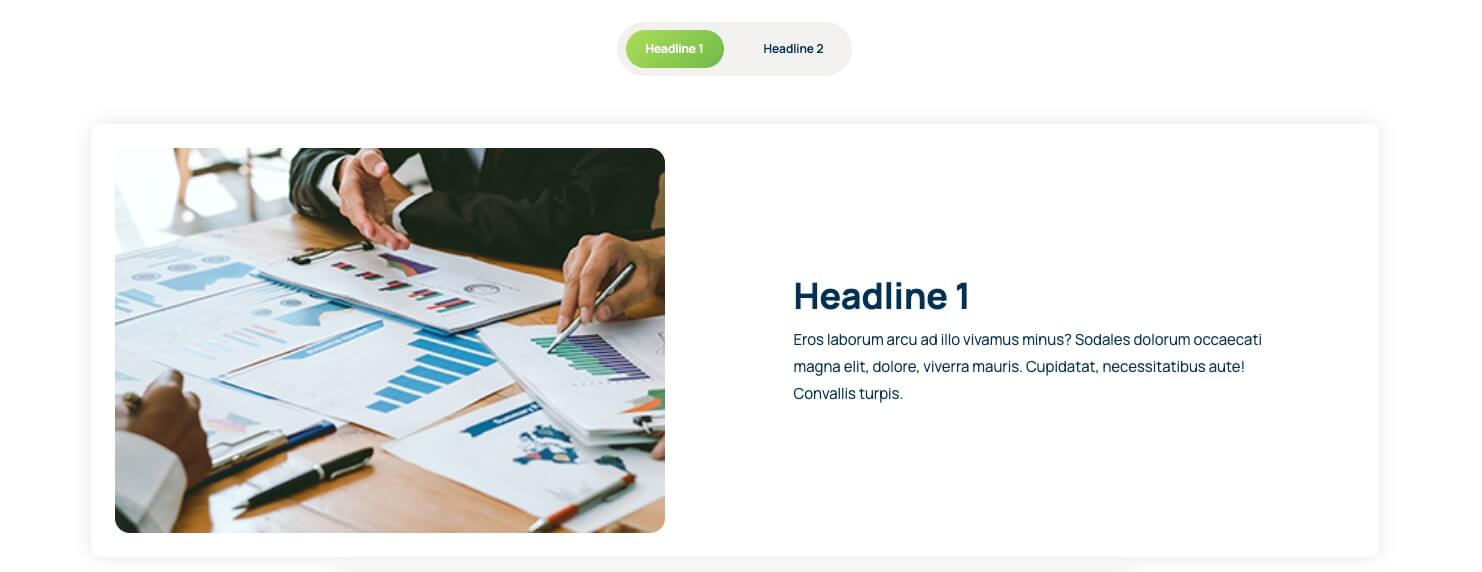 Headline 1
Headline 2
Headline 1
Eros laborum arcu ad illo vivamus minus? Sodales dolorum occaecati
magna elit, dolore, viverra mauris. Cupidatat, necessitatibus aute!
Convallis turpis.